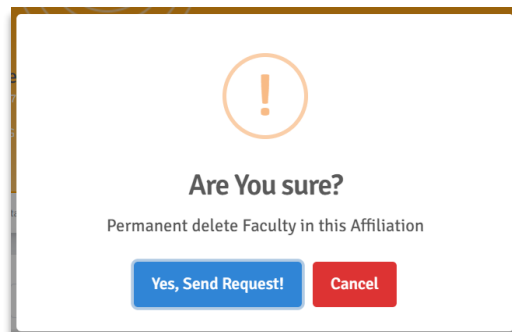 !
Are You sure?
Permanent delete Faculty in this Affiliation
Yes, Send Request!
Cancel